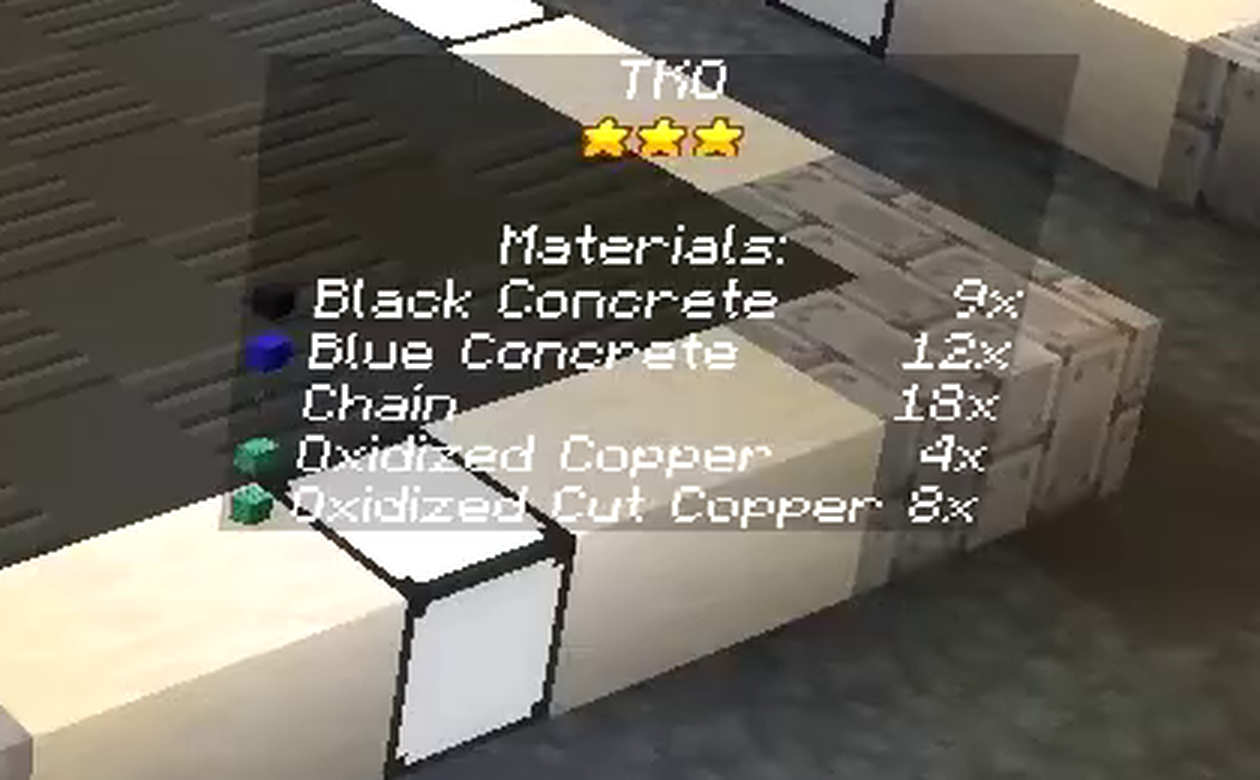 TKO
Materials:
Black Concrete 9x
Blue Concrete 12x
Chain 18x
Oxidized Copper 4x
Oxidized Cut Copper 8x